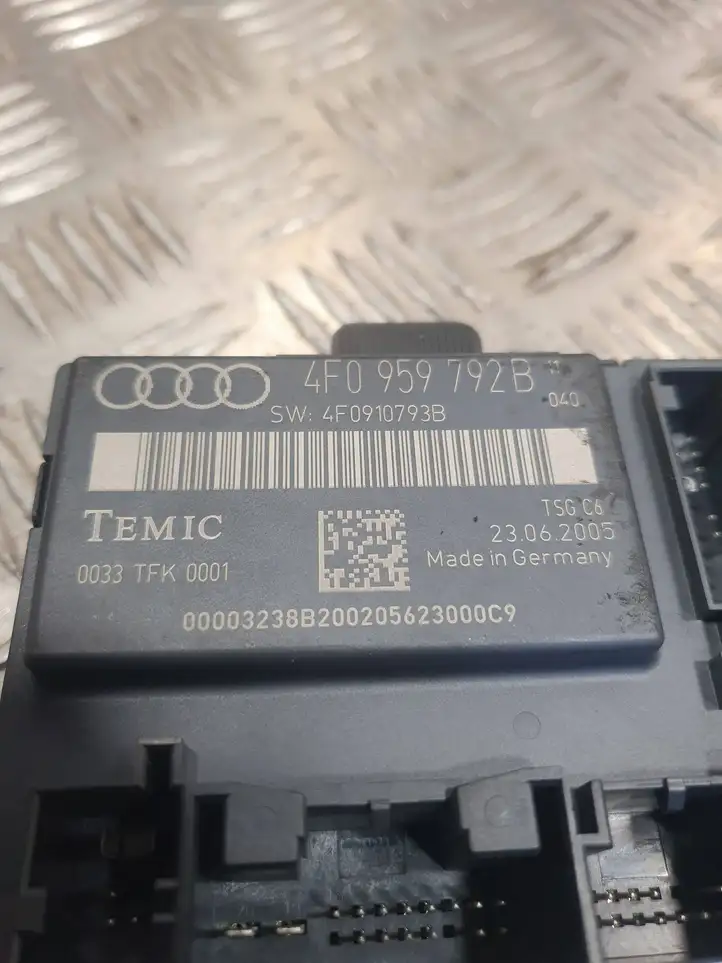 4F0 959 792B
040
SW: 4F0910793B
TEMIC
TSG C6
23.06.2005
Made in Germany
0033 TFK 0001
00003238B200205623000C9